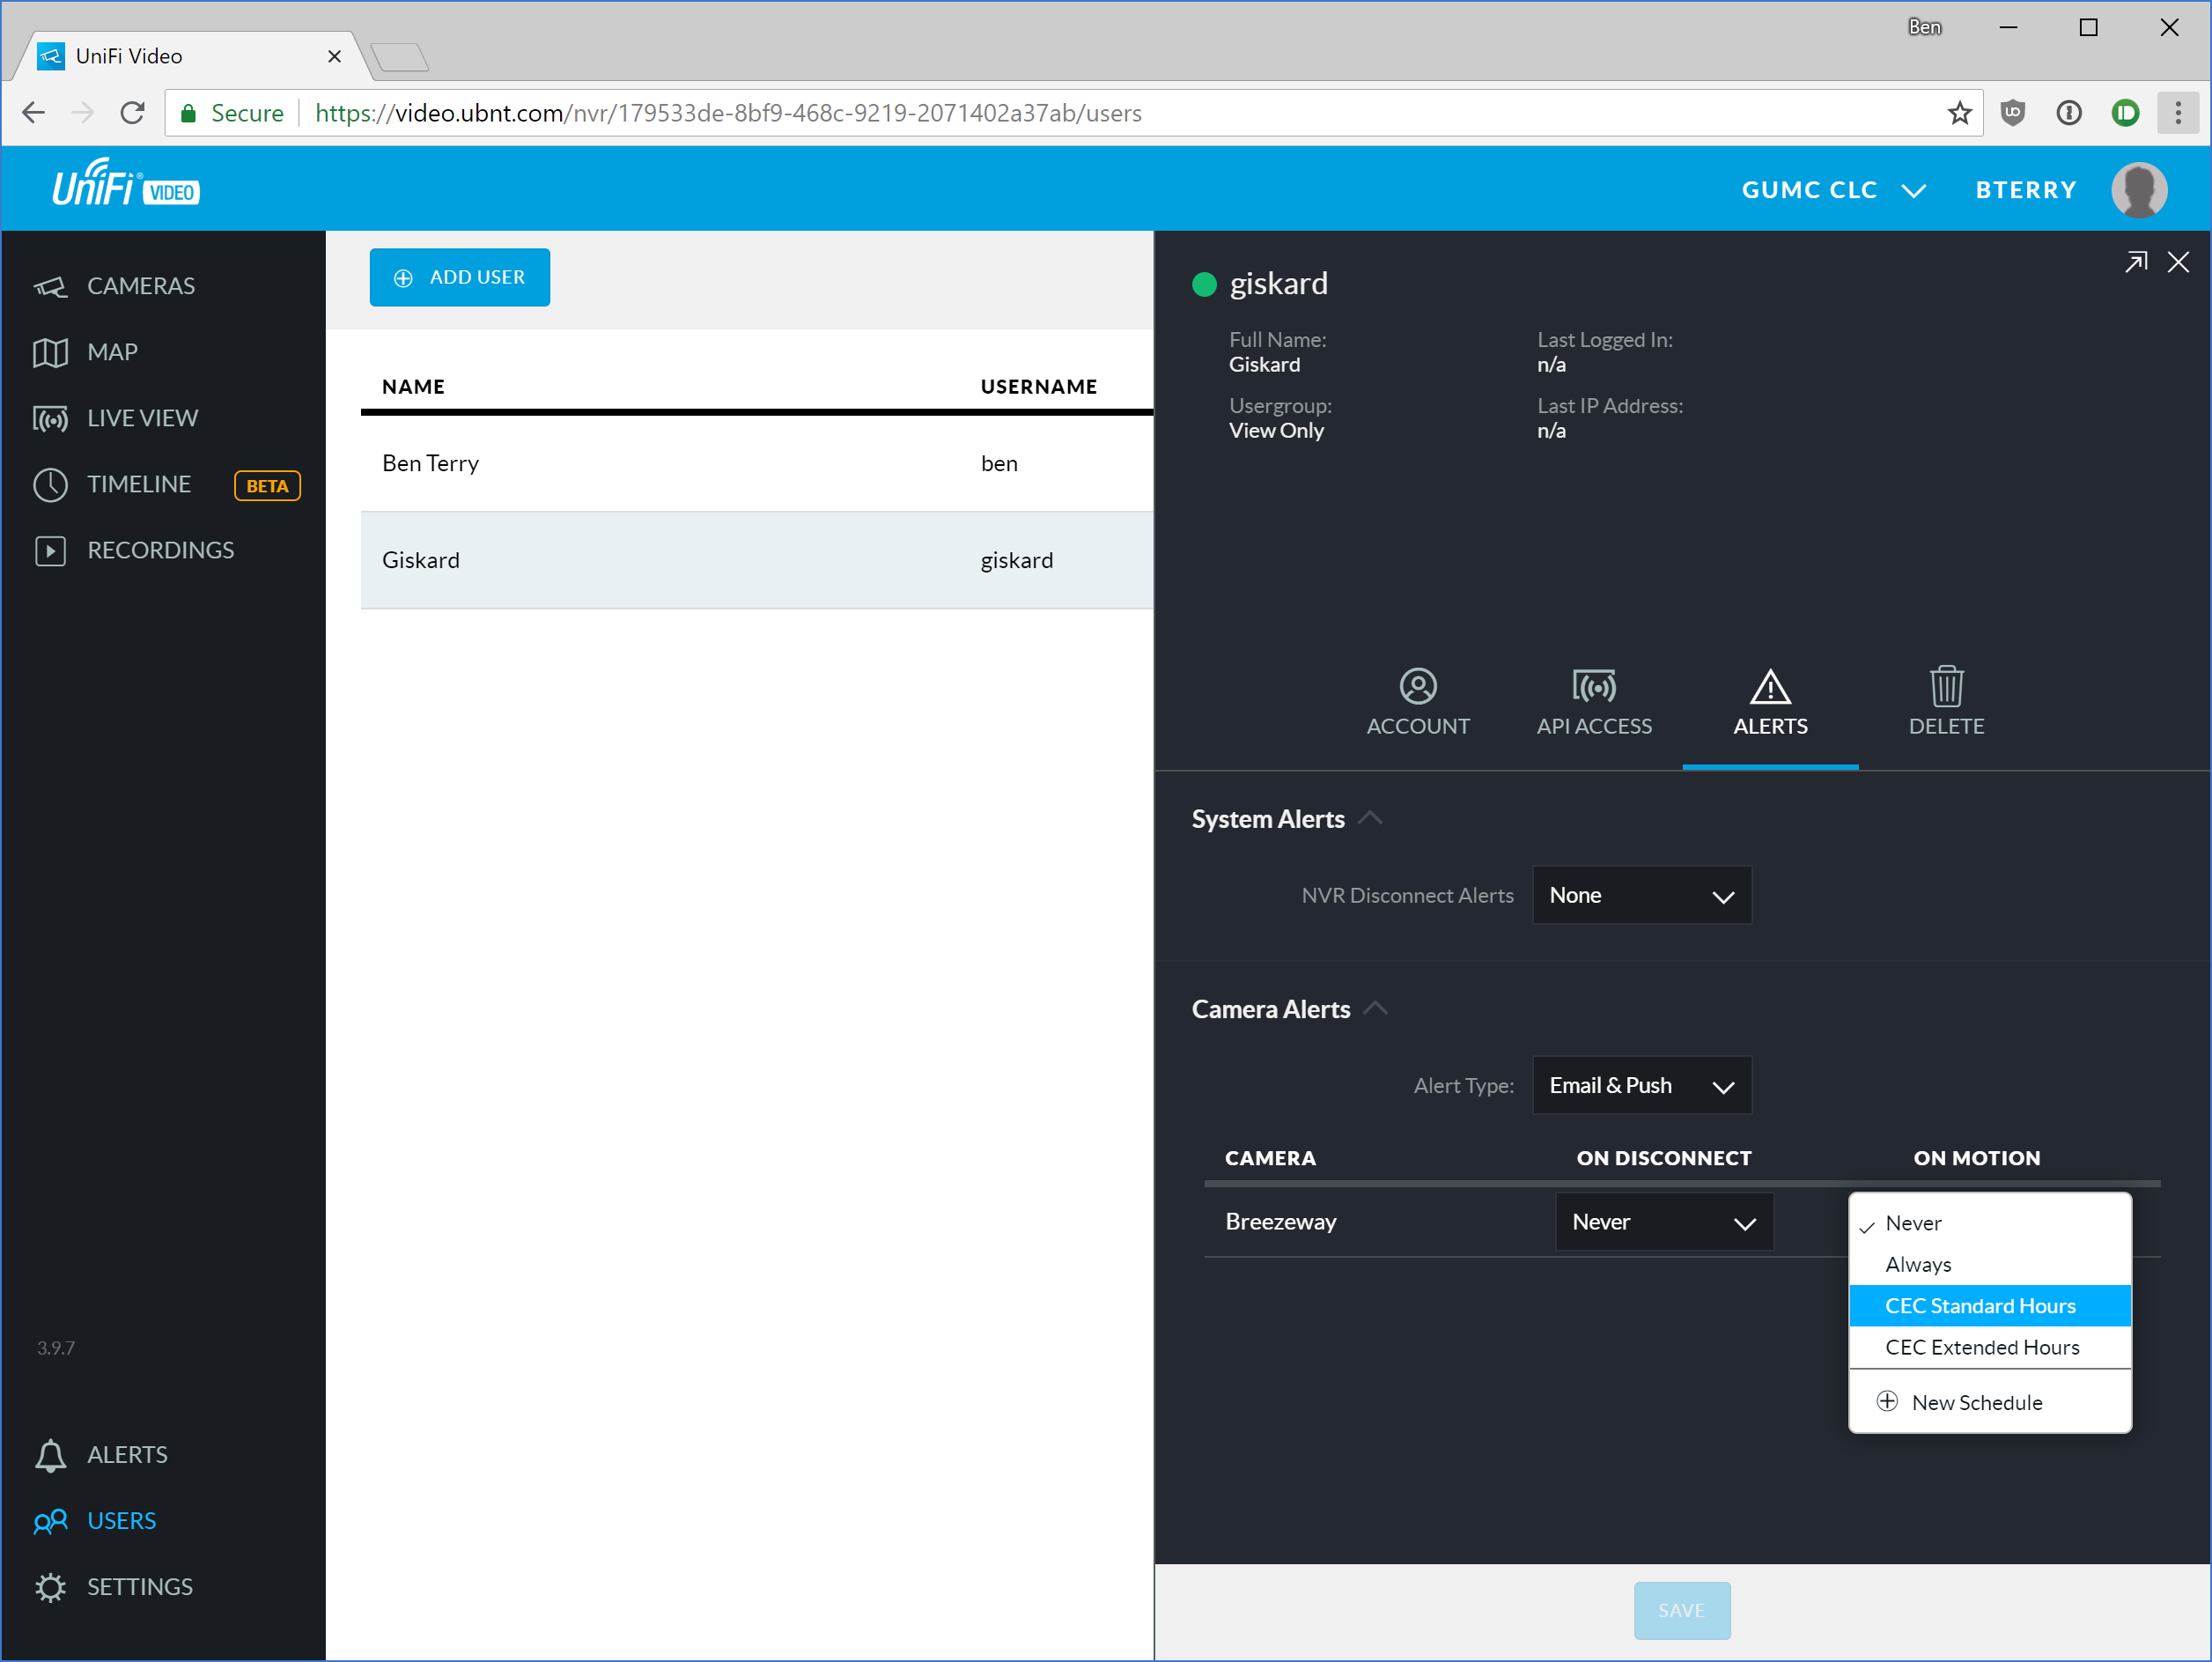 Ben
UniFi Video
Secure https://video.ubnt.com/nvr/179533de-8bf9-468c-9219-2071402a37ab/users
UniFi® VIDEO
GUMC CLC
BTERRY
CAMERAS
MAP
LIVE VIEW
TIMELINE BETA
RECORDINGS
3.9.7
ALERTS
USERS
SETTINGS
ADD USER
NAME USERNAME
Ben Terry ben
Giskard giskard
giskard
Full Name: Last Logged In:
Giskard n/a
Usergroup: Last IP Address:
View Only n/a
ACCOUNT API ACCESS ALERTS DELETE
System Alerts
NVR Disconnect Alerts None
Camera Alerts
Alert Type: Email & Push
CAMERA ON DISCONNECT ON MOTION
Breezeway Never
Never
Always
CEC Standard Hours
CEC Extended Hours
New Schedule
SAVE